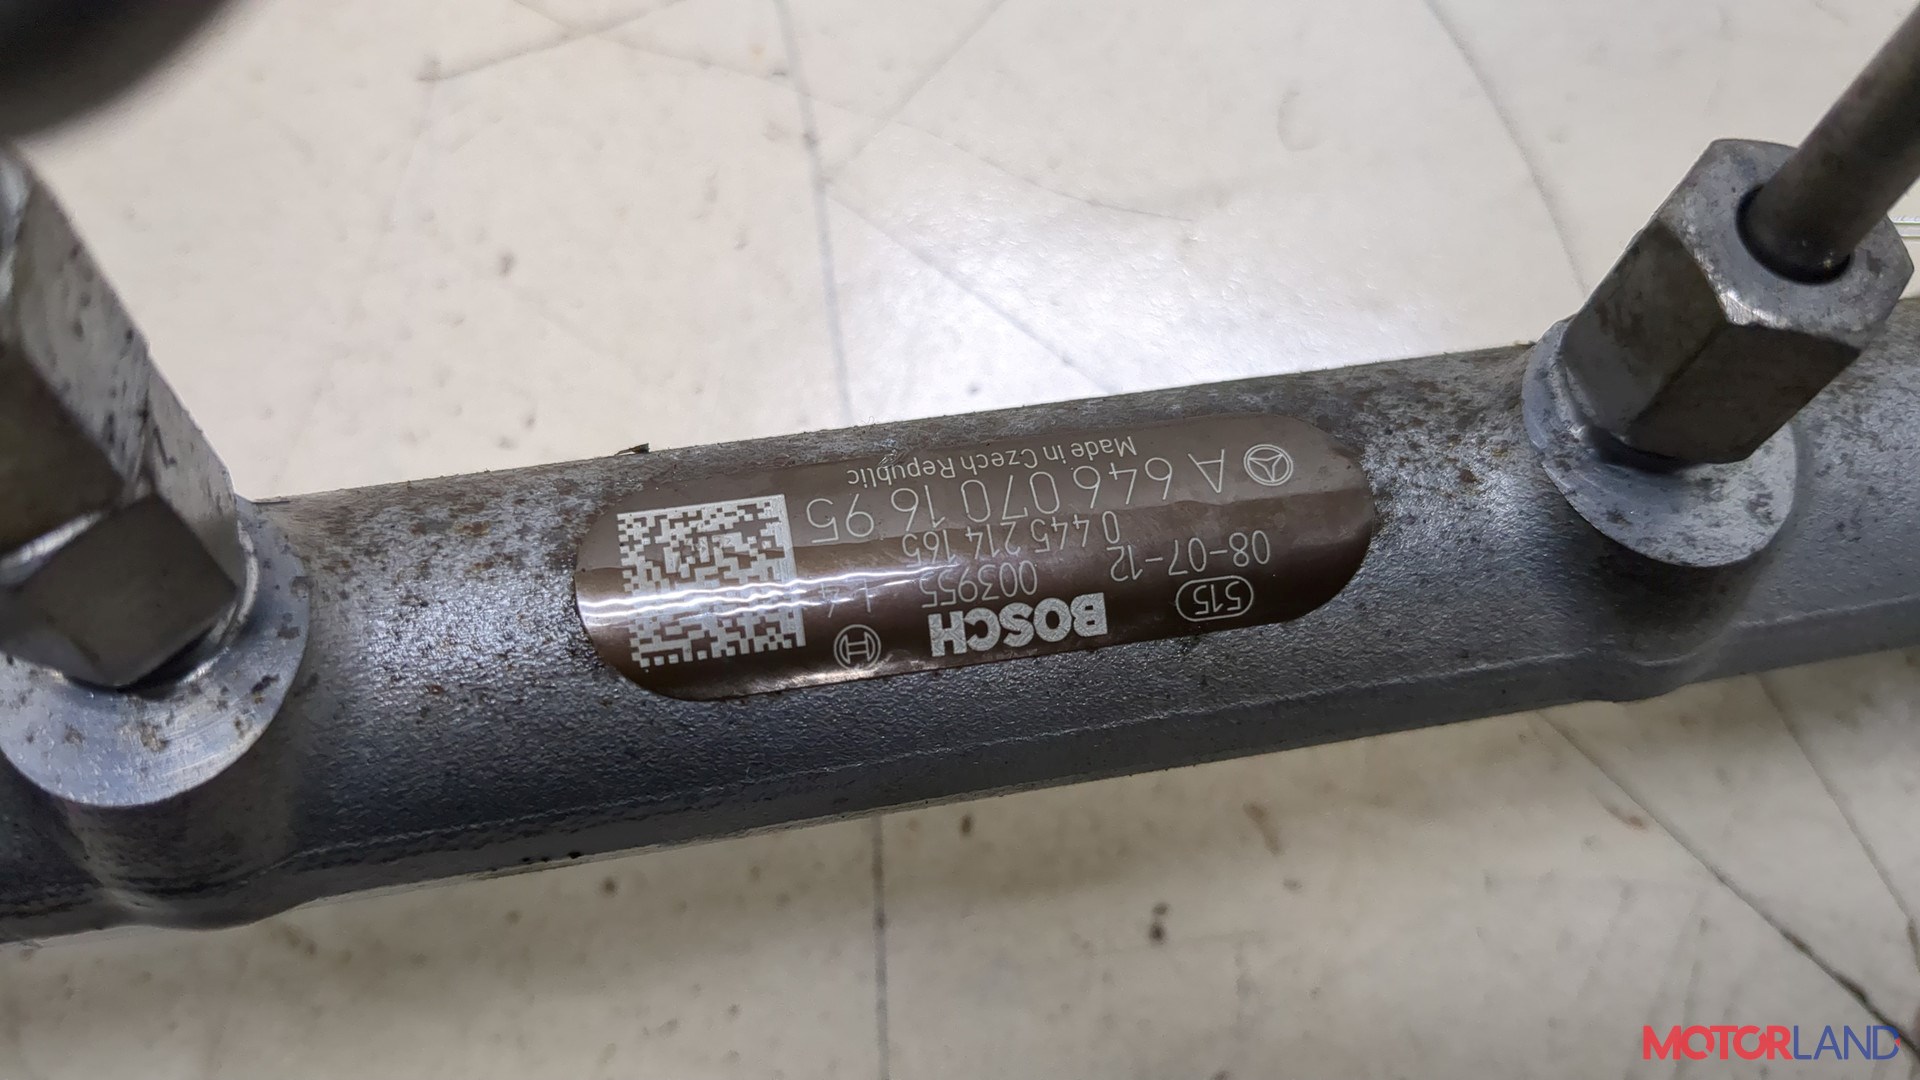 515
BOSCH
08-07-12
003955
L 4
0 445 214 165
A 646 070 16 95
Made in Czech Republic
MOTORLAND